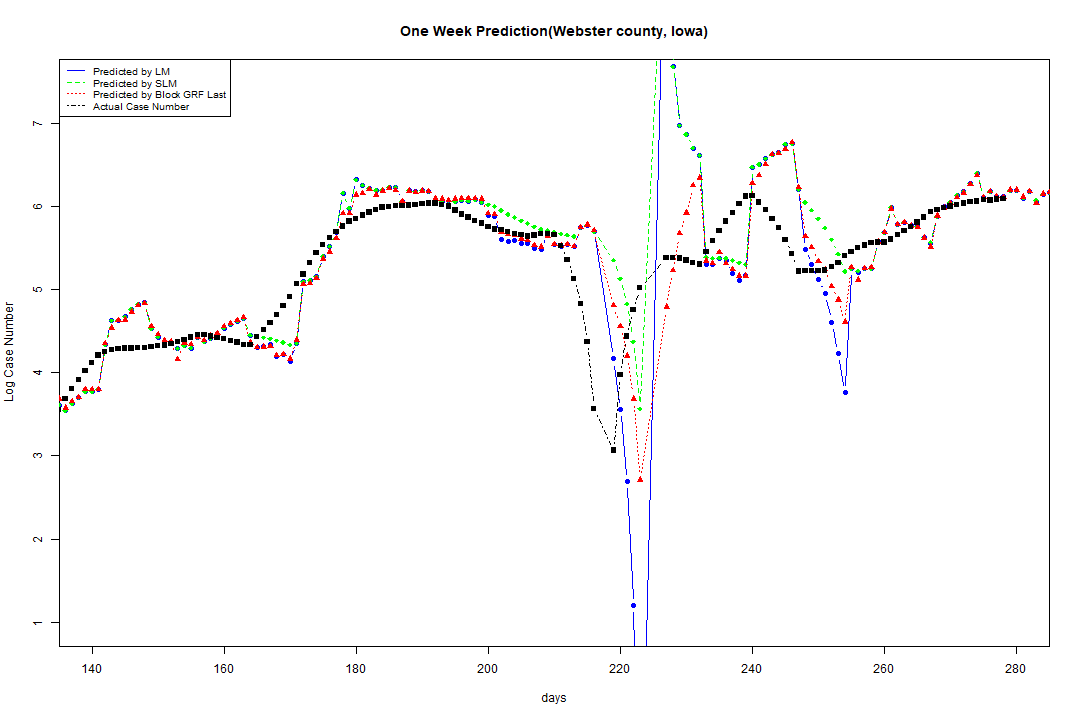 One Week Prediction(Webster county, Iowa)
Predicted by LM
Predicted by SLM
Predicted by Block GRF Last
Actual Case Number
Log Case Number
7
6
5
4
3
2
1
140 160 180 200 220 240 260 280
days